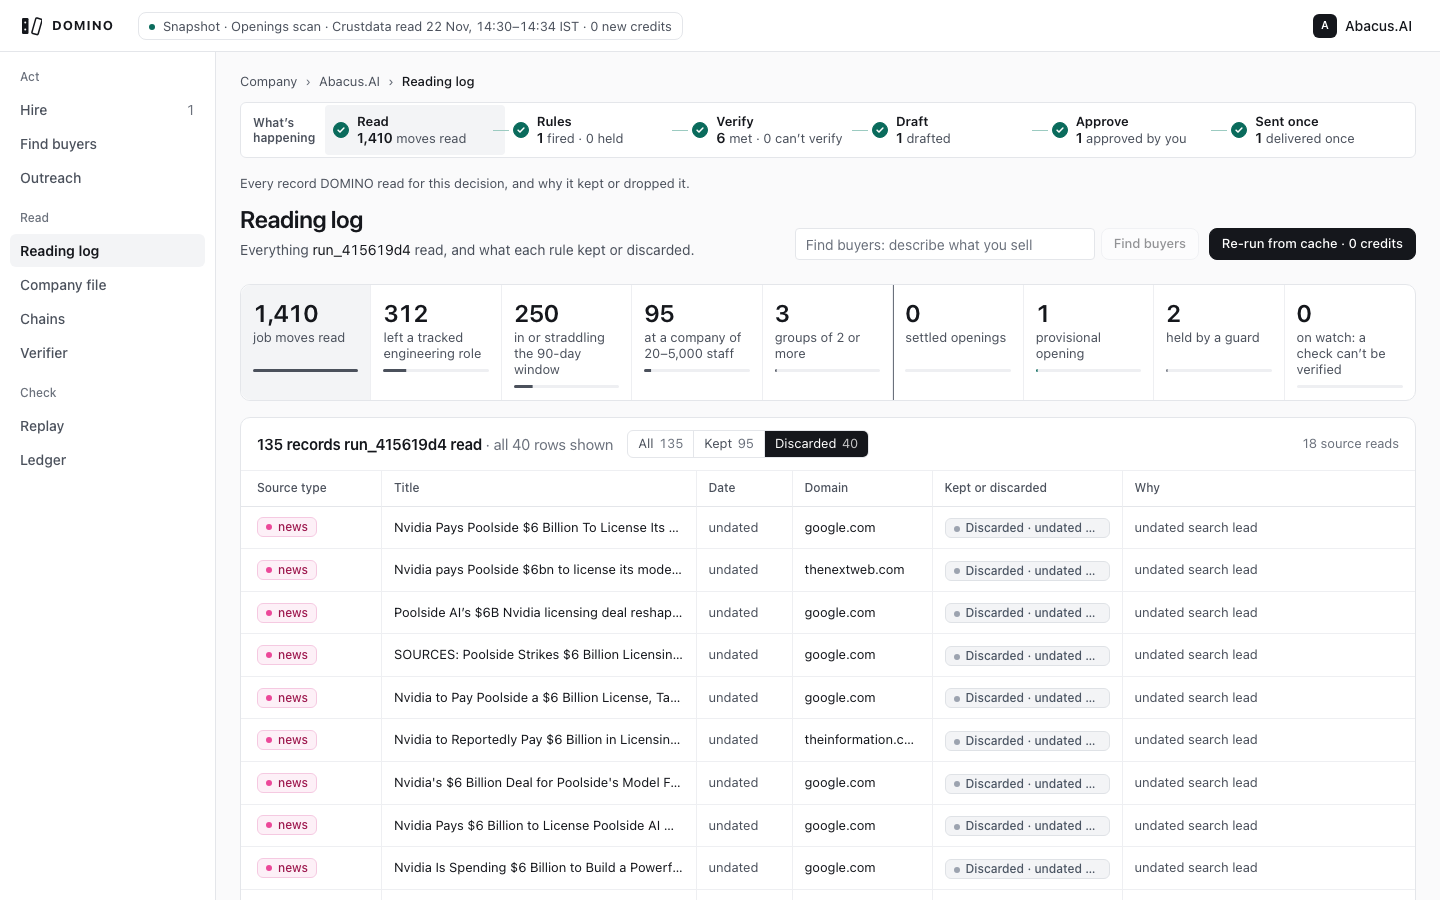 DOMINO
Snapshot · Openings scan · Crustdata read 22 Nov, 14:30–14:34 IST · 0 new credits
A Abacus.AI
Act
Hire 1
Find buyers
Outreach
Read
Reading log
Company file
Chains
Verifier
Check
Replay
Ledger
Company › Abacus.AI › Reading log
What's happening
Read
1,410 moves read
Rules
1 fired · 0 held
Verify
6 met · 0 can't verify
Draft
1 drafted
Approve
1 approved by you
Sent once
1 delivered once
Every record DOMINO read for this decision, and why it kept or dropped it.
Reading log
Everything run_415619d4 read, and what each rule kept or discarded.
Find buyers: describe what you sell
Find buyers
Re-run from cache · 0 credits
1,410
job moves read
312
left a tracked
engineering role
250
in or straddling
the 90-day
window
95
at a company of
20–5,000 staff
3
groups of 2 or
more
0
settled openings
1
provisional
opening
2
held by a guard
0
on watch: a
check can't be
verified
135 records run_415619d4 read · all 40 rows shown
All 135 Kept 95 Discarded 40
18 source reads
Source type Title Date Domain Kept or discarded Why
news Nvidia Pays Poolside $6 Billion To License Its ... undated google.com Discarded · undated ... undated search lead
news Nvidia pays Poolside $6bn to license its mode... undated thenextweb.com Discarded · undated ... undated search lead
news Poolside AI's $6B Nvidia licensing deal reshap... undated google.com Discarded · undated ... undated search lead
news SOURCES: Poolside Strikes $6 Billion Licensin... undated google.com Discarded · undated ... undated search lead
news Nvidia to Pay Poolside a $6 Billion License, Ta... undated google.com Discarded · undated ... undated search lead
news Nvidia to Reportedly Pay $6 Billion in Licensin... undated theinformation.c... Discarded · undated ... undated search lead
news Nvidia's $6 Billion Deal for Poolside's Model F... undated google.com Discarded · undated ... undated search lead
news Nvidia Pays $6 Billion to License Poolside AI ... undated google.com Discarded · undated ... undated search lead
news Nvidia Is Spending $6 Billion to Build a Powerf... undated google.com Discarded · undated ... undated search lead